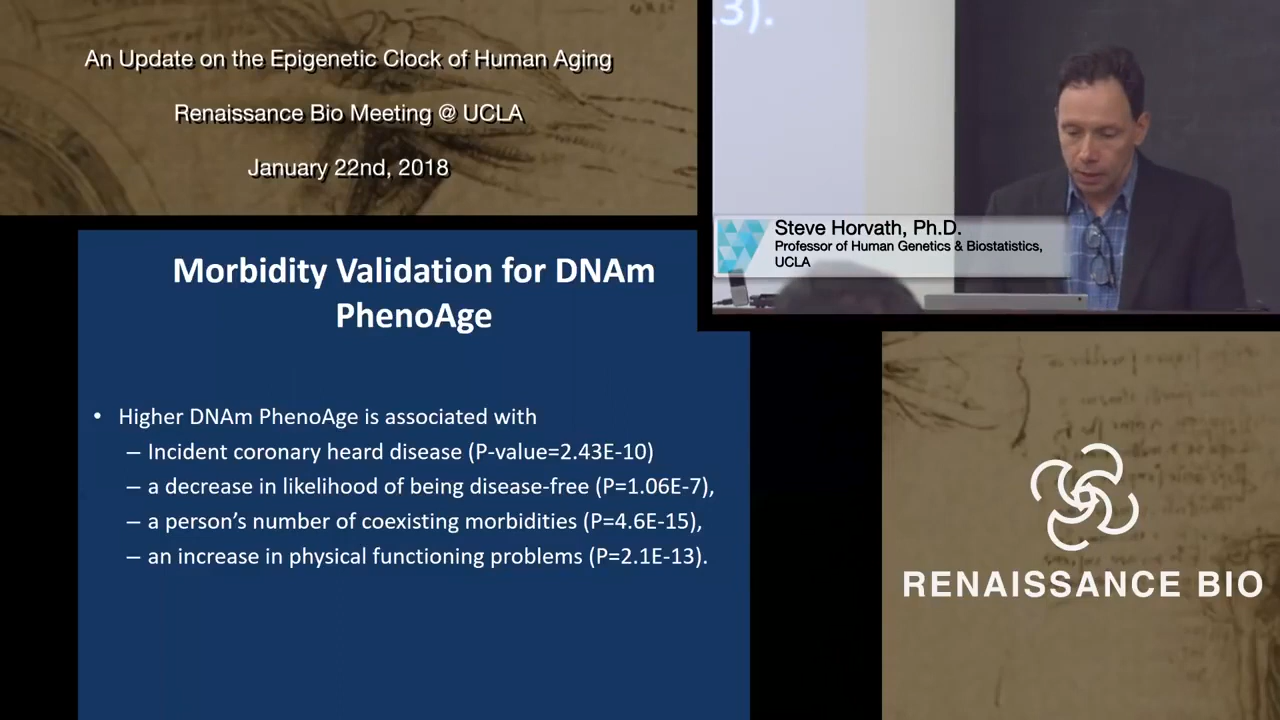 An Update on the Epigenetic Clock of Human Aging
Renaissance Bio Meeting @ UCLA
January 22nd, 2018
.3).
Steve Horvath, Ph.D.
Professor of Human Genetics & Biostatistics,
UCLA
Morbidity Validation for DNAm
PhenoAge
• Higher DNAm PhenoAge is associated with
– Incident coronary heard disease (P-value=2.43E-10)
– a decrease in likelihood of being disease-free (P=1.06E-7),
– a person's number of coexisting morbidities (P=4.6E-15),
– an increase in physical functioning problems (P=2.1E-13).
RENAISSANCE BIO